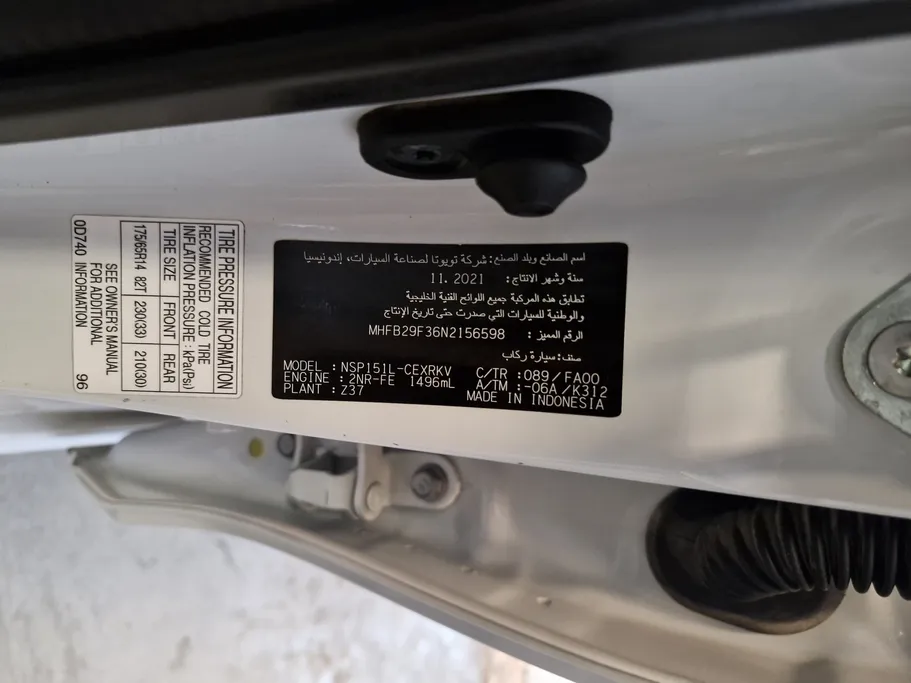 TIRE PRESSURE INFORMATION
RECOMMENDED COLD TIRE
INFLATION PRESSURE : kPa(Psi)
TIRE SIZE FRONT REAR
175/65R14 82T 230(33) 210(30)
SEE OWNER'S MANUAL
FOR ADDITIONAL
0D740 INFORMATION 96
اسم الصانع وبلد الصنع: شركة تويوتا لصناعة السيارات، إندونيسيا
سنة وشهر الانتاج: 11. 2021
تطابق هذه المركبة جميع اللوائح الفنية الخليجية
والوطنية للسيارات التي صدرت حتى تاريخ الإنتاج
الرقم المميز: MHFB29F36N2156598
صنف: سيارة ركاب
MODEL : NSP151L-CEXRKV C/TR :089/FA00
ENGINE : 2NR-FE 1496mL A/TM :-06A/K312
PLANT : Z37 MADE IN INDONESIA